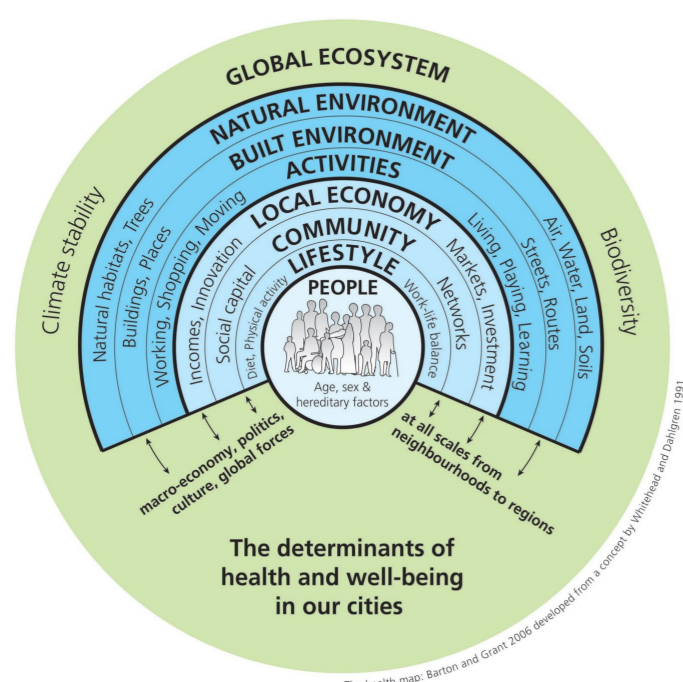 GLOBAL ECOSYSTEM
NATURAL ENVIRONMENT
BUILT ENVIRONMENT
ACTIVITIES
LOCAL ECONOMY
COMMUNITY
LIFESTYLE
PEOPLE
Age, sex &
hereditary factors
Climate stability
Natural habitats, Trees
Buildings, Places
Working, Shopping, Moving
Incomes, Innovation
Social capital
Diet, Physical activity
Work-life balance
Networks
Markets, Investment
Living, Playing, Learning
Streets, Routes
Air, Water, Land, Soils
Biodiversity
macro-economy, politics,
culture, global forces
at all scales from
neighbourhoods to regions
The determinants of
health and well-being
in our cities
health map: Barton and Grant 2006 developed from a concept by Whitehead and Dahlgren 1991